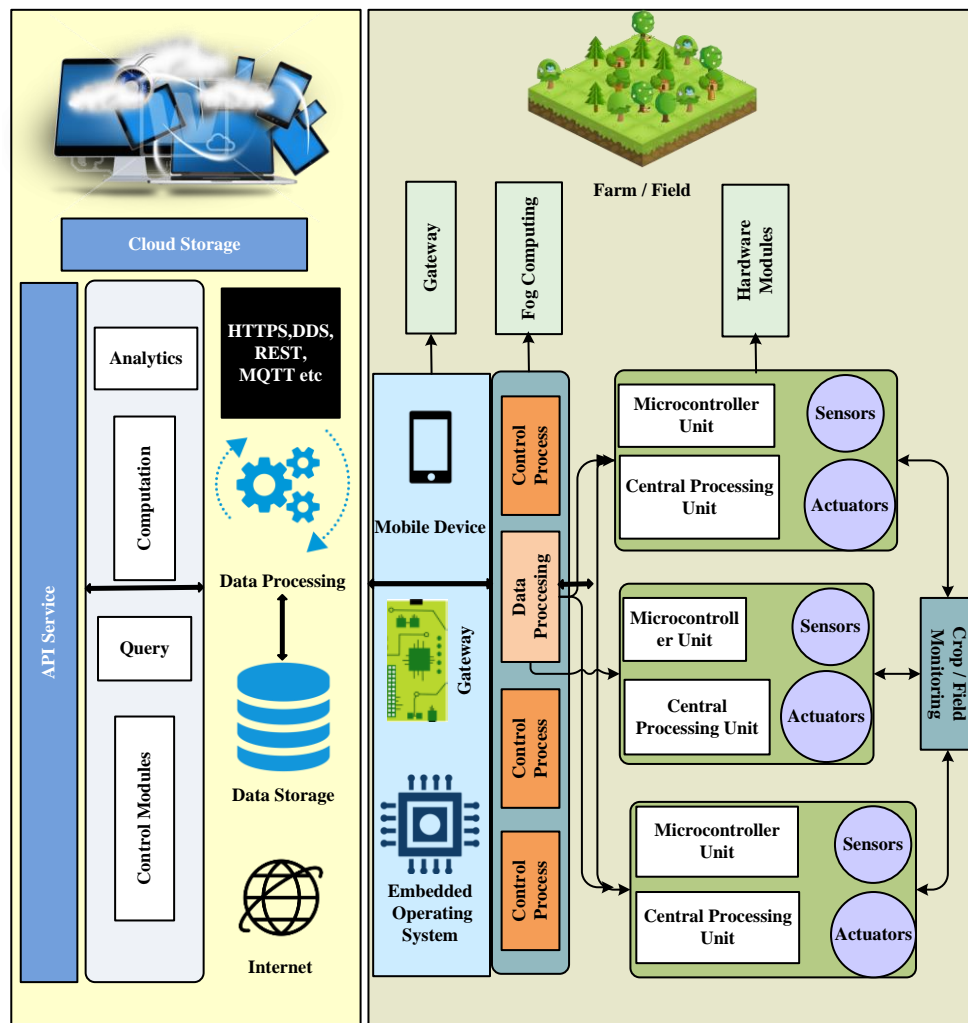 Cloud Storage
API Service
Analytics
Computation
Query
Control Modules
HTTPS,DDS,
REST,
MQTT etc
Data Processing
Data Storage
Internet
Farm / Field
Gateway
Fog Computing
Hardware
Modules
Mobile Device
Gateway
Embedded
Operating
System
Control
Process
Data
Proccesing
Control
Process
Control
Process
Microcontroller
Unit
Sensors
Central Processing
Unit
Actuators
Microcontroll
er Unit
Sensors
Central
Processing Unit
Actuators
Microcontroller
Unit
Sensors
Central Processing
Unit
Actuators
Crop / Field
Monitoring